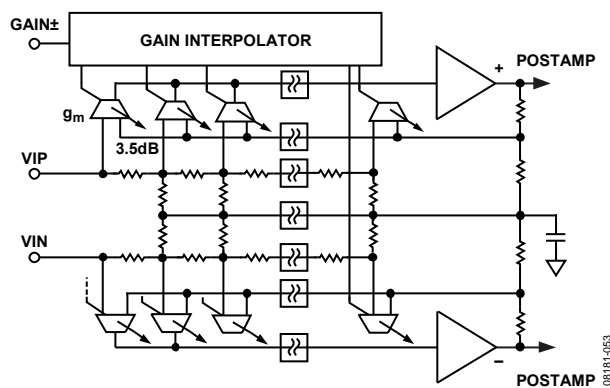 GAIN±
GAIN INTERPOLATOR
+
POSTAMP
gm
3.5dB
VIP
VIN
–
POSTAMP
08181-053